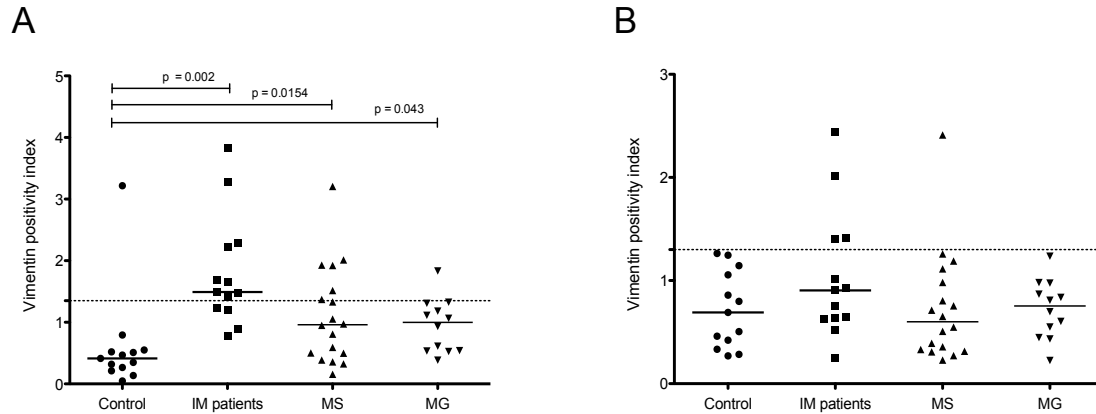 A
Vimentin positivity index
5
4
3
2
1
0
p = 0.002
p = 0.0154
p = 0.043
Control IM patients MS MG
B
Vimentin positivity index
3
2
1
0
Control IM patients MS MG